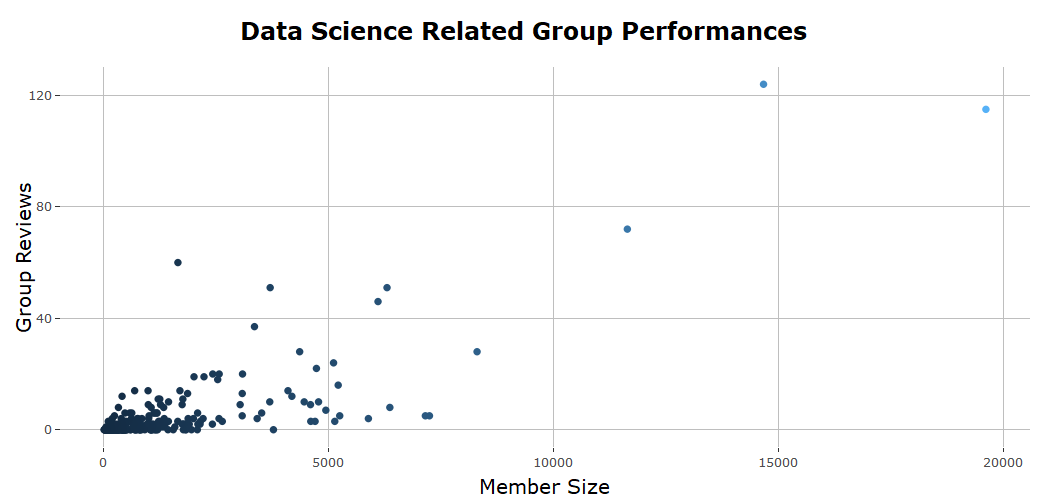 Data Science Related Group Performances
Group Reviews
120
80
40
0
0 5000 10000 15000 20000
Member Size